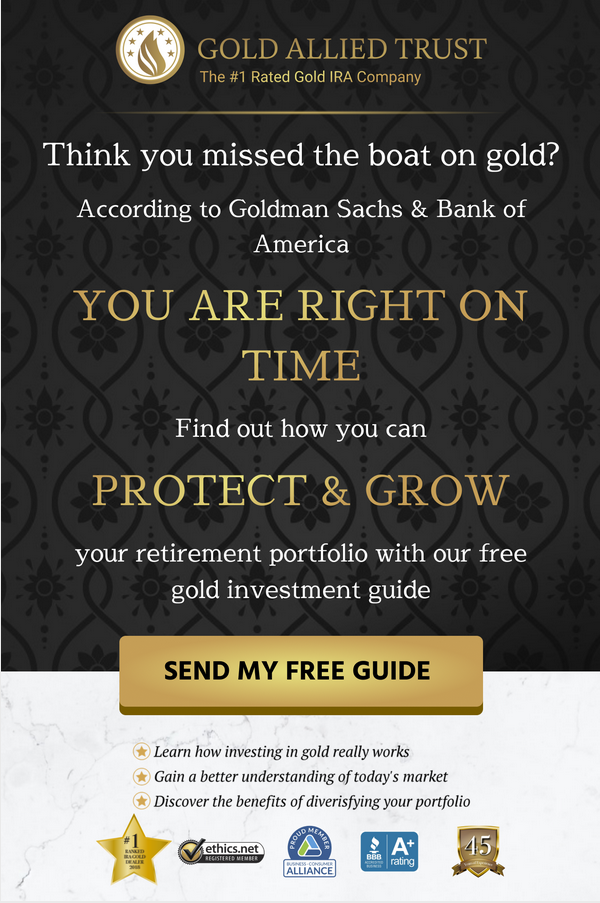 GOLD ALLIED TRUST
The #1 Rated Gold IRA Company
Think you missed the boat on gold?
According to Goldman Sachs & Bank of
America
YOU ARE RIGHT ON
TIME
Find out how you can
PROTECT & GROW
your retirement portfolio with our free
gold investment guide
SEND MY FREE GUIDE
Learn how investing in gold really works
Gain a better understanding of today's market
Discover the benefits of diverisfying your portfolio
#1
RANKED
IRA GOLD
DEALER
2019
ethics.net
REGISTERED MEMBER
PROUD MEMBER
BUSINESS - CONSUMER
ALLIANCE
BBB
A+
rating
45